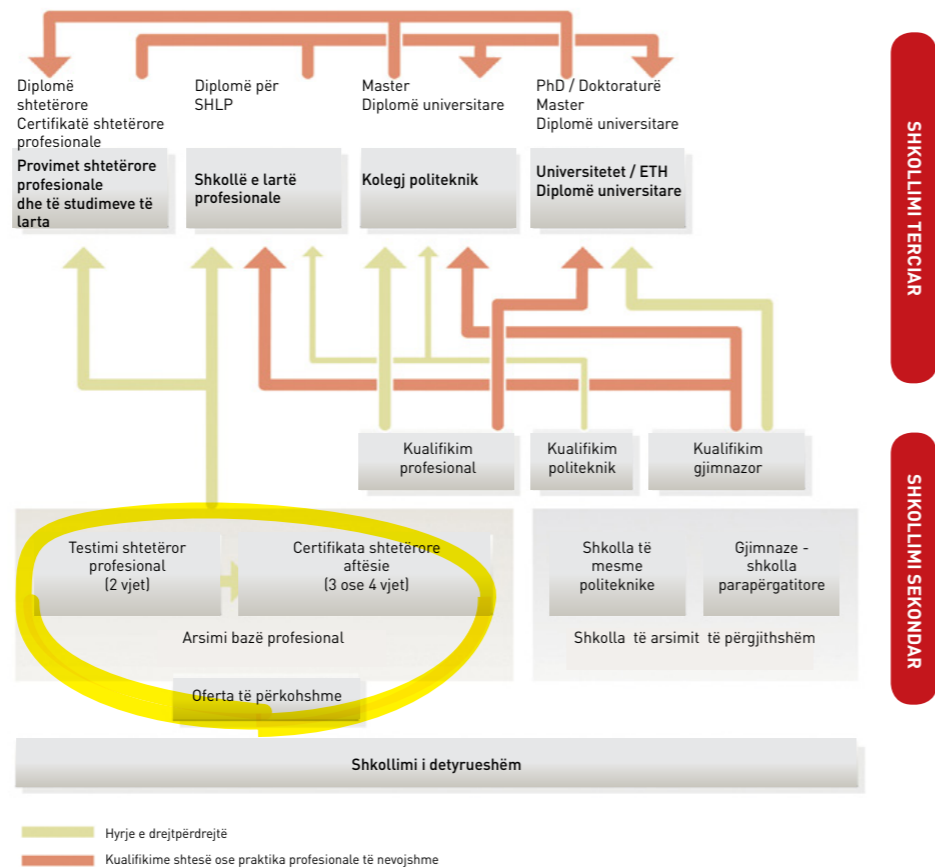 Diplomë
shtetërore
Certifikatë shtetërore
profesionale
Diplomë për
SHLP
Master
Diplomë universitare
PhD / Doktoraturë
Master
Diplomë universitare
Provimet shtetërore
profesionale
dhe të studimeve të
larta
Shkollë e lartë
profesionale
Kolegj politeknik
Universitetet / ETH
Diplomë universitare
SHKOLLIMI TERCIAR
Kualifikim
profesional
Kualifikim
politeknik
Kualifikim
gjimnazor
Testimi shtetëror
profesional
(2 vjet)
Certifikata shtetërore
aftësie
(3 ose 4 vjet)
Shkolla të
mesme
politeknike
Gjimnaze -
shkolla
parapërgatitore
Arsimi bazë profesional
Shkolla të arsimit të përgjithshëm
Oferta të përkohshme
SHKOLLIMI SEKONDAR
Shkollimi i detyrueshëm
Hyrje e drejtpërdrejtë
Kualifikime shtesë ose praktika profesionale të nevojshme